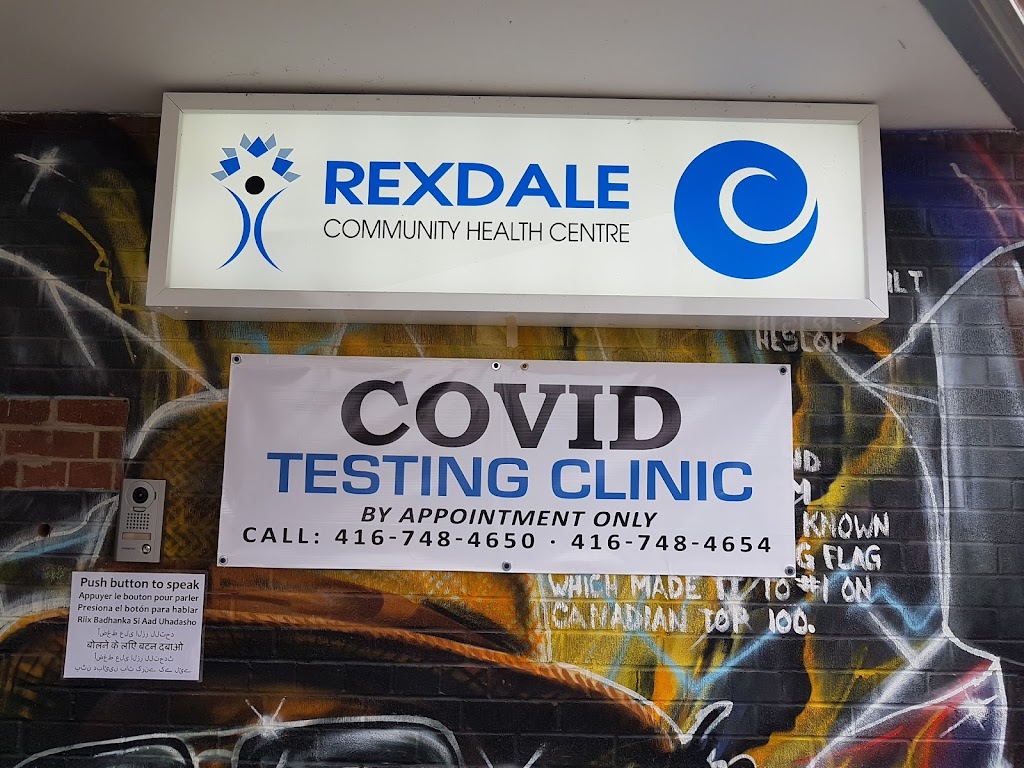 REXDALE
COMMUNITY HEALTH CENTRE
HESLOP
COVID
TESTING CLINIC
BY APPOINTMENT ONLY
CALL: 416-748-4650 · 416-748-4654
KNOWN
FLAG
WHICH MADE IT TO #1 ON
CANADIAN TOP 100.
Push button to speak
Appuyer le bouton pour parler
Presiona el botón para hablar
Riix Badhanka Si Aad Uhadasho
बोलने के लएि बटन दबाओ